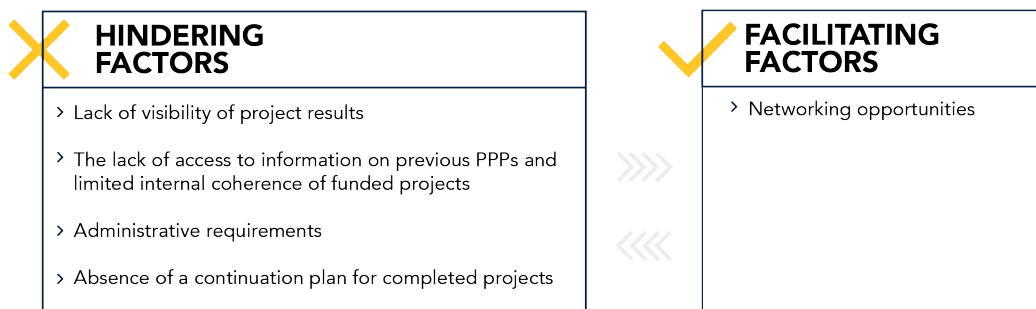 HINDERING
FACTORS
Lack of visibility of project results
The lack of access to information on previous PPPs and
limited internal coherence of funded projects
Administrative requirements
Absence of a continuation plan for completed projects
FACILITATING
FACTORS
Networking opportunities